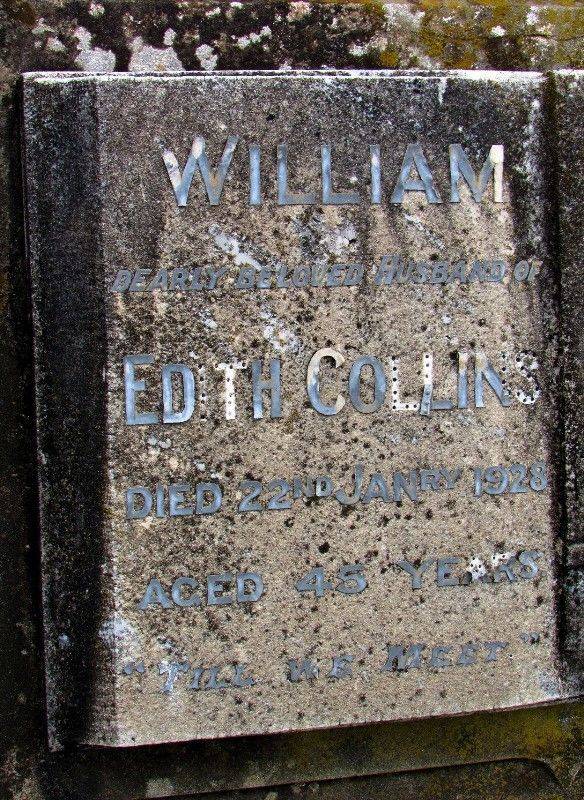 WILLIAM
DEARLY BELOVED HUSBAND OF
EDITH COLLINS
DIED 22ND JANRY 1928
AGED 45 YEARS
"TILL WE MEET"